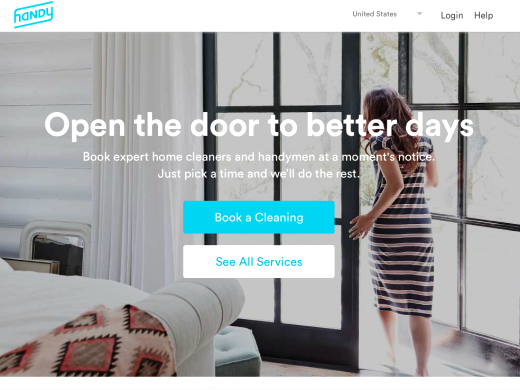 HANDY
United States
Login
Help
Open the door to better days
Book expert home cleaners and handymen at a moment's notice.
Just pick a time and we'll do the rest.
Book a Cleaning
See All Services